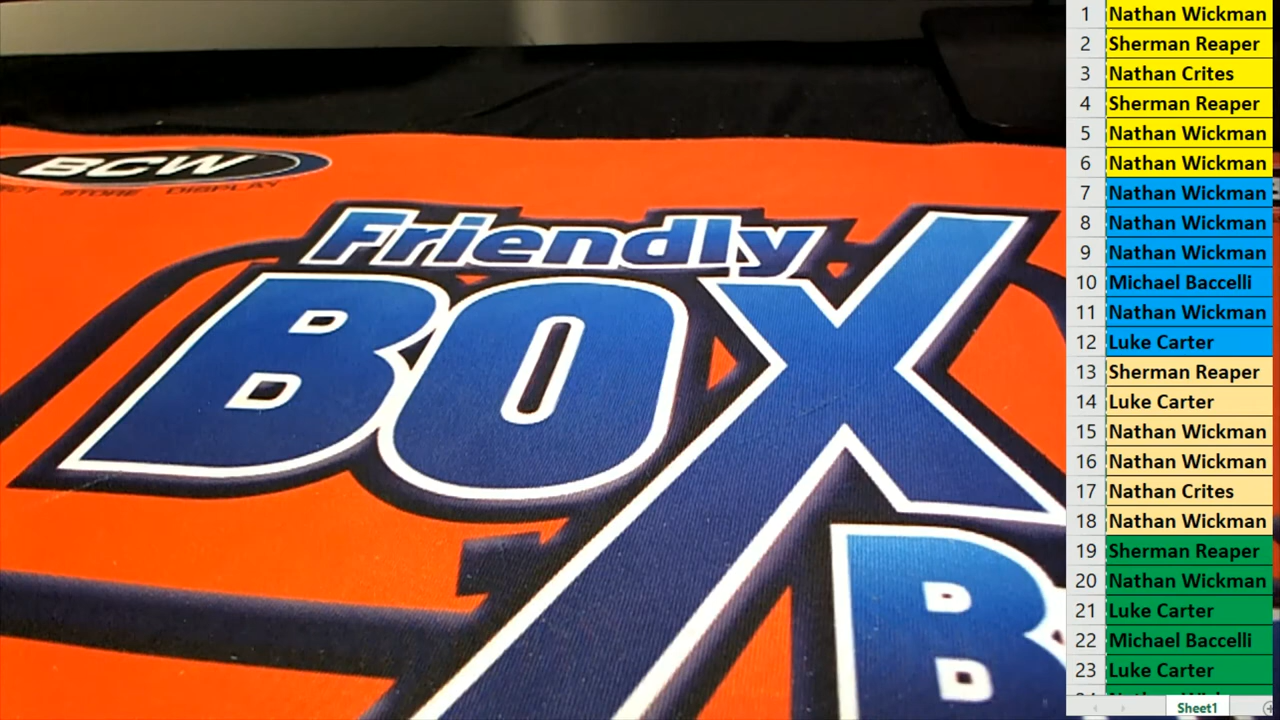 BCW
STORE DISPLAY
Friendly
BOX
B
1 Nathan Wickman
2 Sherman Reaper
3 Nathan Crites
4 Sherman Reaper
5 Nathan Wickman
6 Nathan Wickman
7 Nathan Wickman
8 Nathan Wickman
9 Nathan Wickman
10 Michael Baccelli
11 Nathan Wickman
12 Luke Carter
13 Sherman Reaper
14 Luke Carter
15 Nathan Wickman
16 Nathan Wickman
17 Nathan Crites
18 Nathan Wickman
19 Sherman Reaper
20 Nathan Wickman
21 Luke Carter
22 Michael Baccelli
23 Luke Carter
Sheet1